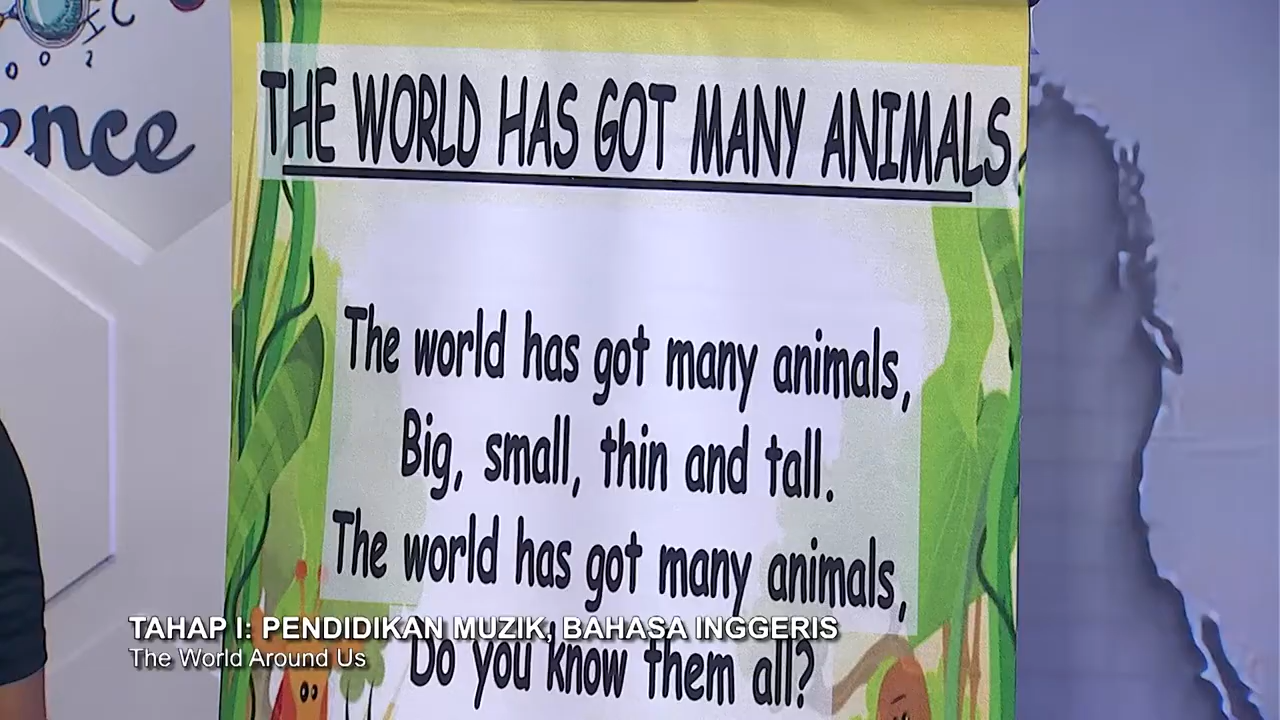 THE WORLD HAS GOT MANY ANIMALS
The world has got many animals,
Big, small, thin and tall.
The world has got many animals,
Do you know them all?
TAHAP I: PENDIDIKAN MUZIK, BAHASA INGGERIS
The World Around Us